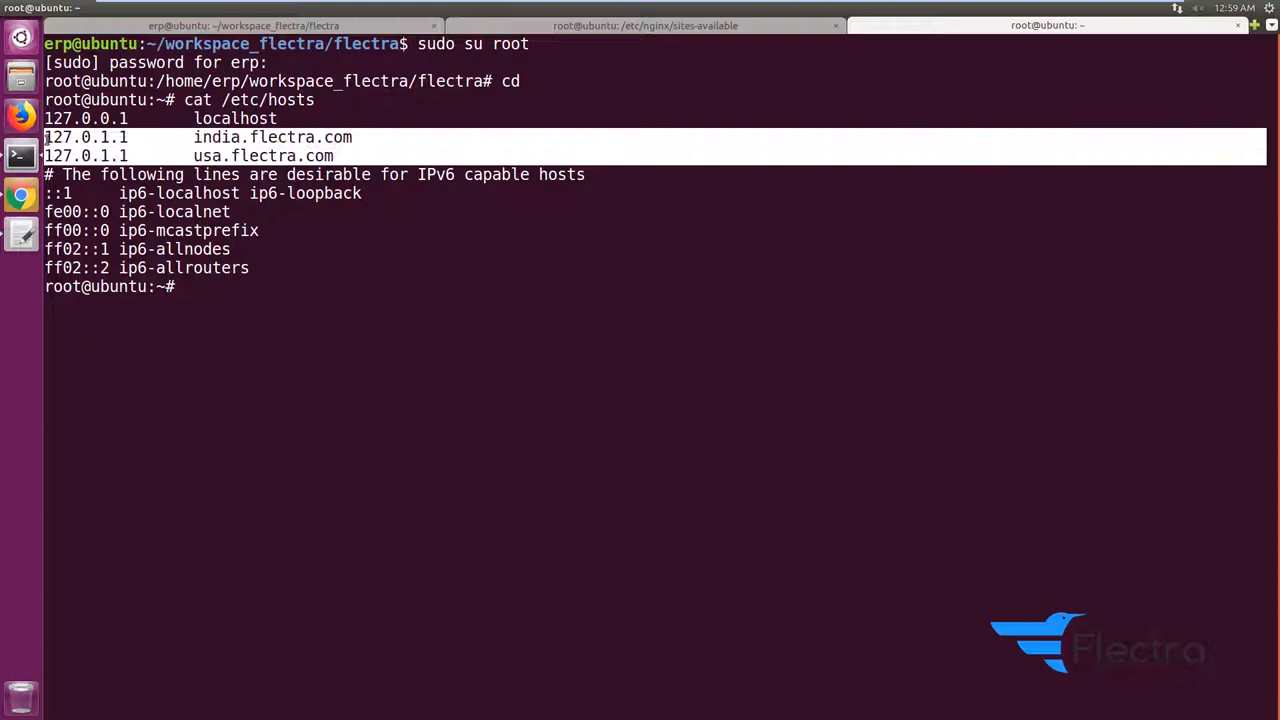 root@ubuntu: ~
12:59 AM
erp@ubuntu: ~/workspace_flectra/flectra × root@ubuntu: /etc/nginx/sites-available × root@ubuntu: ~ ×
erp@ubuntu:~/workspace_flectra/flectra$ sudo su root
[sudo] password for erp:
root@ubuntu:/home/erp/workspace_flectra/flectra# cd
root@ubuntu:~# cat /etc/hosts
127.0.0.1 localhost
127.0.1.1 india.flectra.com
127.0.1.1 usa.flectra.com
# The following lines are desirable for IPv6 capable hosts
::1 ip6-localhost ip6-loopback
fe00::0 ip6-localnet
ff00::0 ip6-mcastprefix
ff02::1 ip6-allnodes
ff02::2 ip6-allrouters
root@ubuntu:~#
Flectra